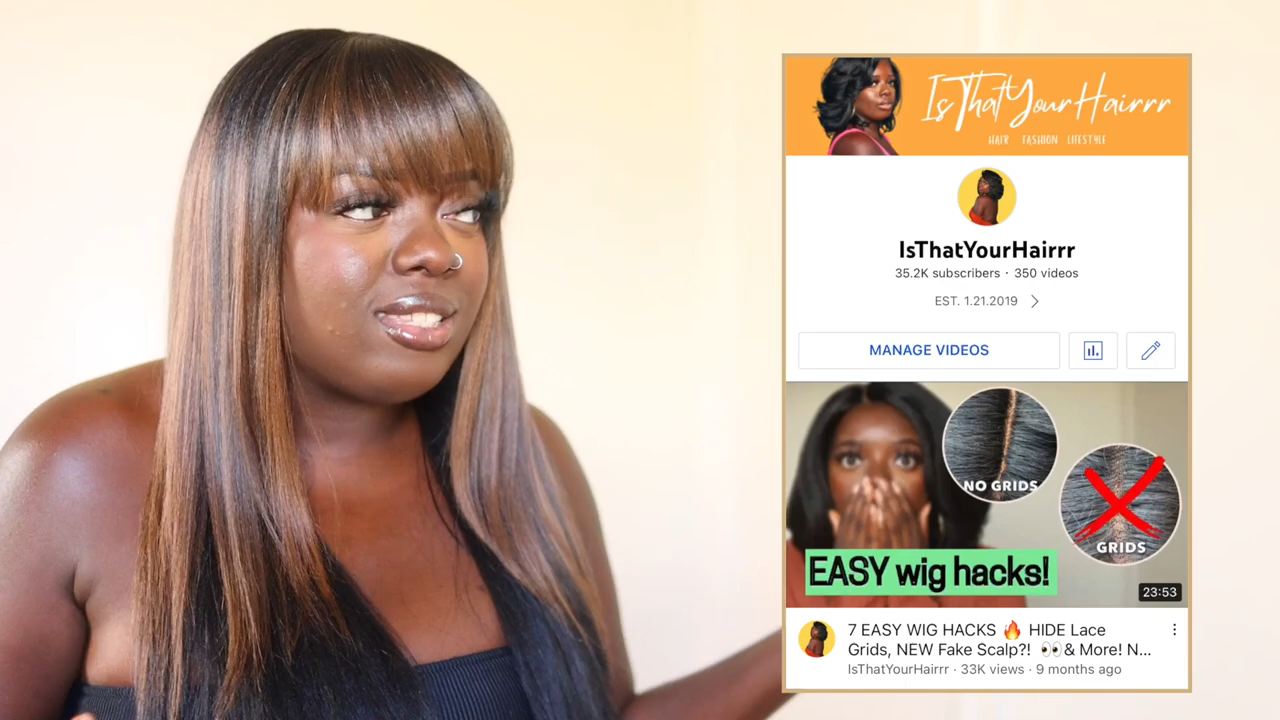 IsThatYourHairrr
HAIR FASHION LIFESTYLE
IsThatYourHairrr
35.2K subscribers · 350 videos
EST. 1.21.2019
MANAGE VIDEOS
NO GRIDS
GRIDS
EASY wig hacks!
23:53
7 EASY WIG HACKS 🔥 HIDE Lace
Grids, NEW Fake Scalp?! 👀& More! N...
IsThatYourHairrr · 33K views · 9 months ago